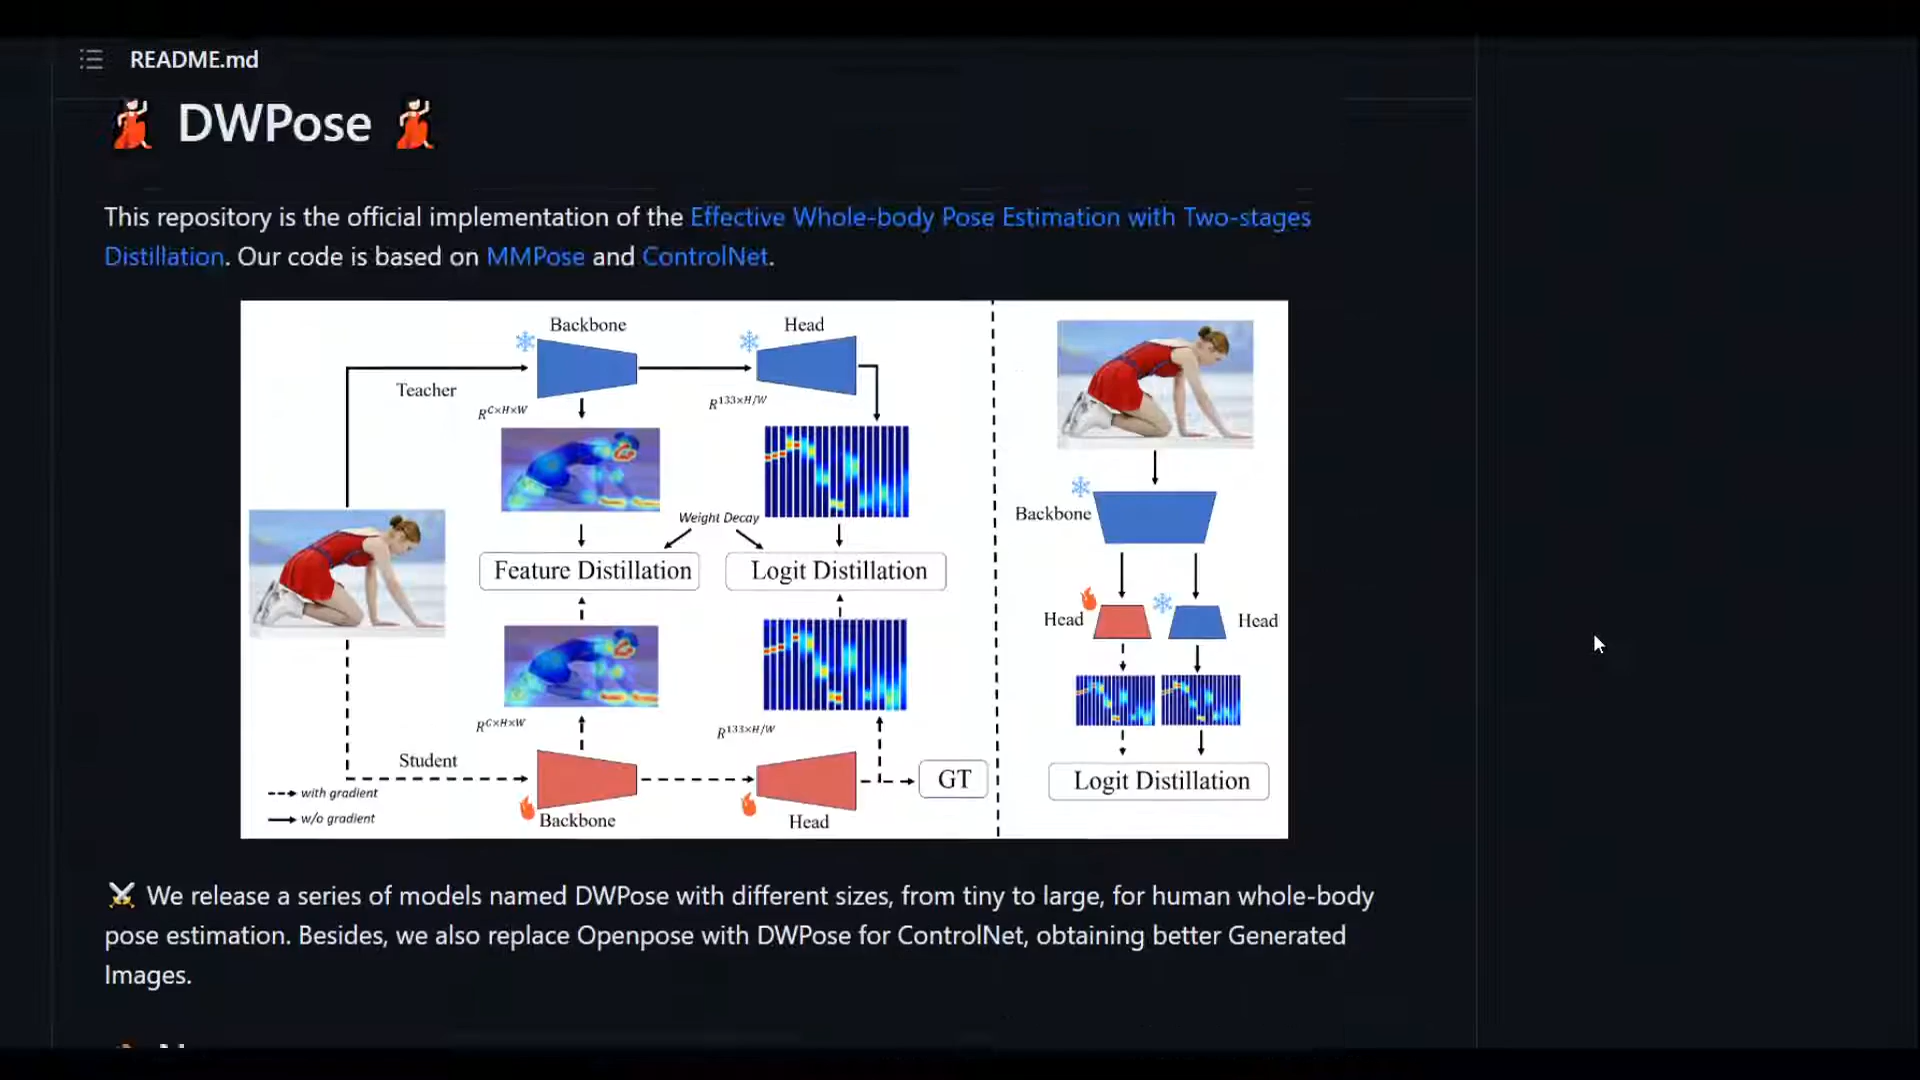 README.md
DWPose
This repository is the official implementation of the Effective Whole-body Pose Estimation with Two-stages
Distillation. Our code is based on MMPose and ControlNet.
Backbone
Head
Teacher
R^{C×H×W}
R^{133×H/W}
Weight Decay
Feature Distillation
Logit Distillation
R^{C×H×W}
R^{133×H/W}
Student
GT
with gradient
w/o gradient
Backbone
Head
Backbone
Head
Head
Logit Distillation
We release a series of models named DWPose with different sizes, from tiny to large, for human whole-body
pose estimation. Besides, we also replace Openpose with DWPose for ControlNet, obtaining better Generated
Images.